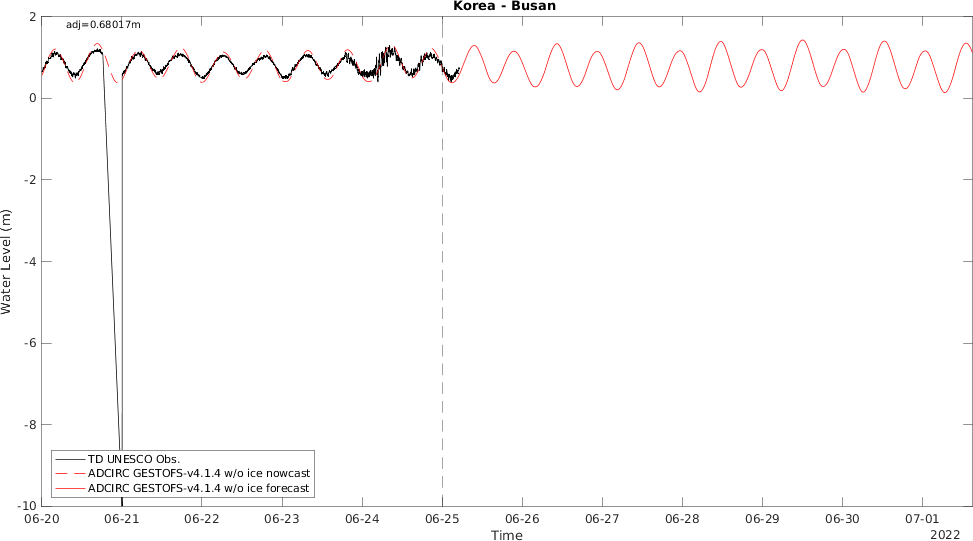 Korea - Busan
adj=0.68017m
2
0
-2
-4
-6
-8
-10
Water Level (m)
TD UNESCO Obs.
ADCIRC GESTOFS-v4.1.4 w/o ice nowcast
ADCIRC GESTOFS-v4.1.4 w/o ice forecast
06-20 06-21 06-22 06-23 06-24 06-25 06-26 06-27 06-28 06-29 06-30 07-01
2022
Time